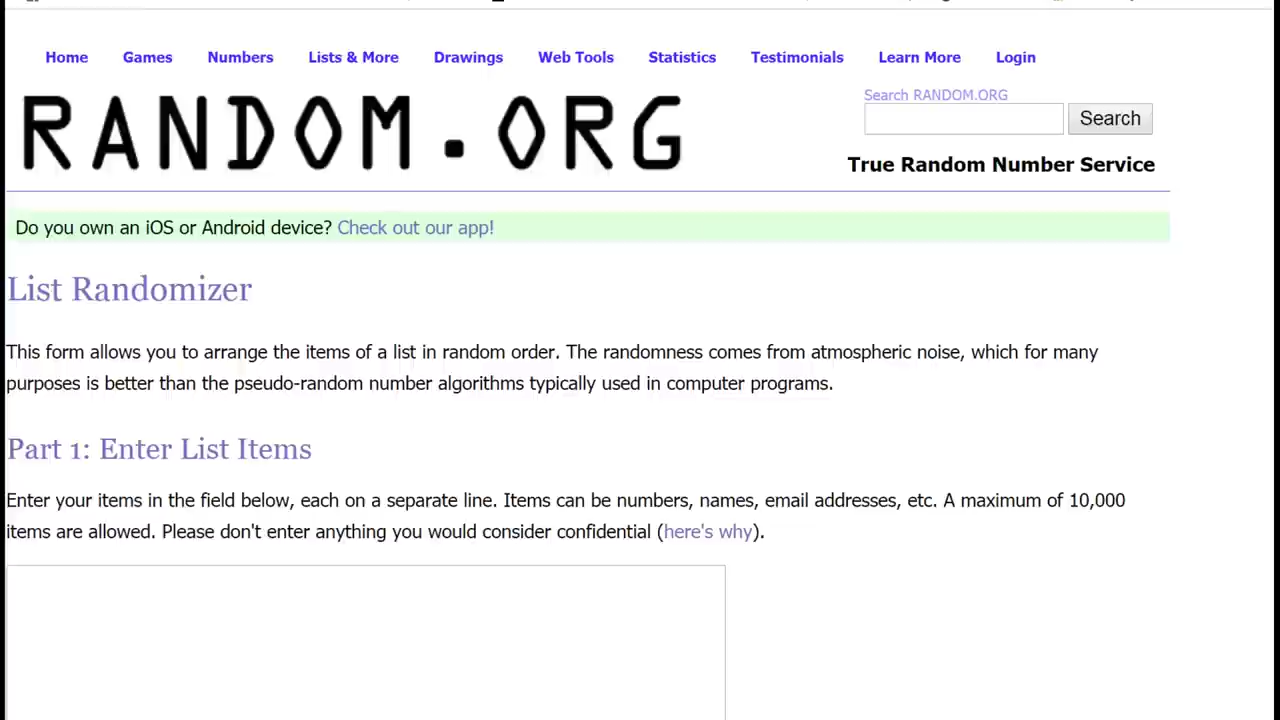 Home Games Numbers Lists & More Drawings Web Tools Statistics Testimonials Learn More Login
RANDOM.ORG
Search RANDOM.ORG
Search
True Random Number Service
Do you own an iOS or Android device? Check out our app!
List Randomizer
This form allows you to arrange the items of a list in random order. The randomness comes from atmospheric noise, which for many
purposes is better than the pseudo-random number algorithms typically used in computer programs.
Part 1: Enter List Items
Enter your items in the field below, each on a separate line. Items can be numbers, names, email addresses, etc. A maximum of 10,000
items are allowed. Please don't enter anything you would consider confidential (here's why).